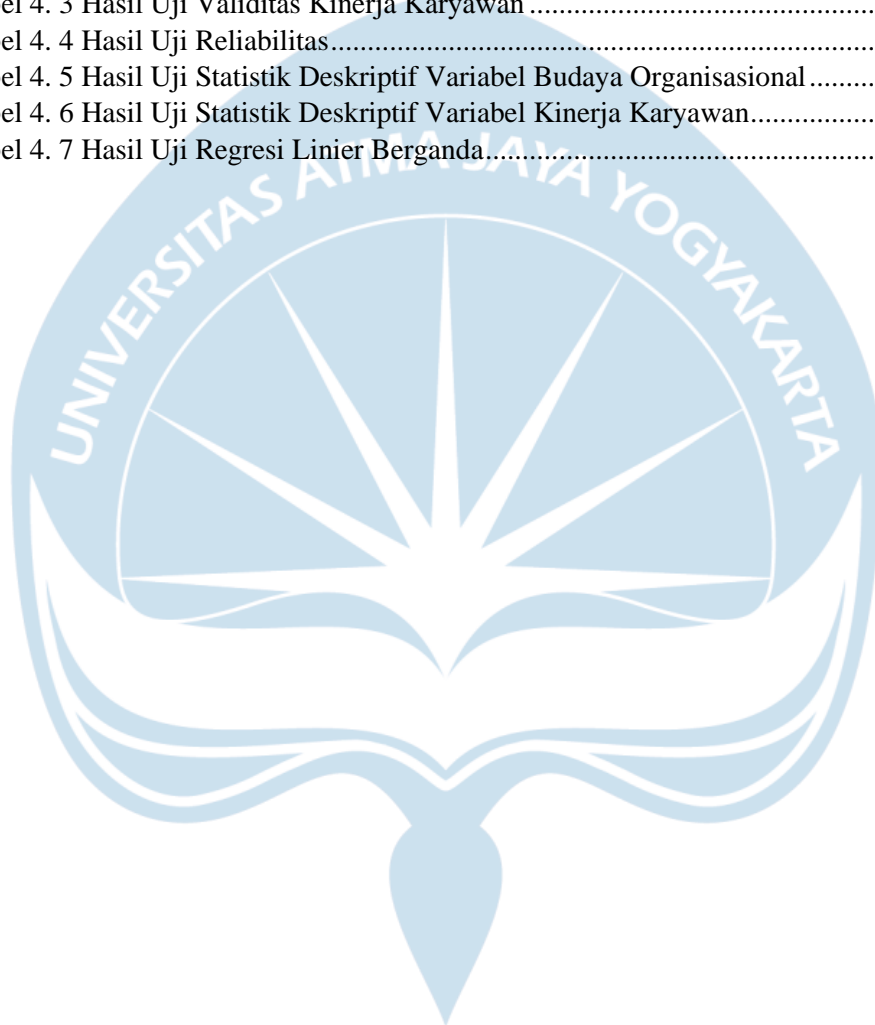 el 4. 3 Hasil Uji Validitas Kinerja Karyawan........................................................
el 4. 4 Hasil Uji Reliabilitas........................................................................
el 4. 5 Hasil Uji Statistik Deskriptif Variabel Budaya Organisasional.........
el 4. 6 Hasil Uji Statistik Deskriptif Variabel Kinerja Karyawan.................
el 4. 7 Hasil Uji Regresi Linier Berganda....................................................
UNIVERSITAS ATMA JAYA YOGYAKARTA